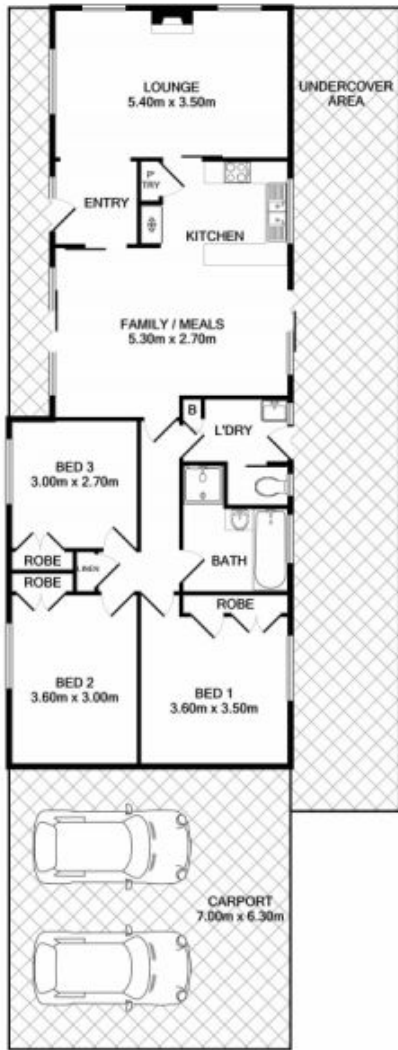 LOUNGE
5.40m x 3.50m
UNDERCOVER
AREA
P'
TRY
ENTRY
KITCHEN
FAMILY / MEALS
5.30m x 2.70m
B
L'DRY
BED 3
3.00m x 2.70m
ROBE
ROBE
LINEN
BATH
ROBE
BED 2
3.60m x 3.00m
BED 1
3.60m x 3.50m
CARPORT
7.00m x 6.30m